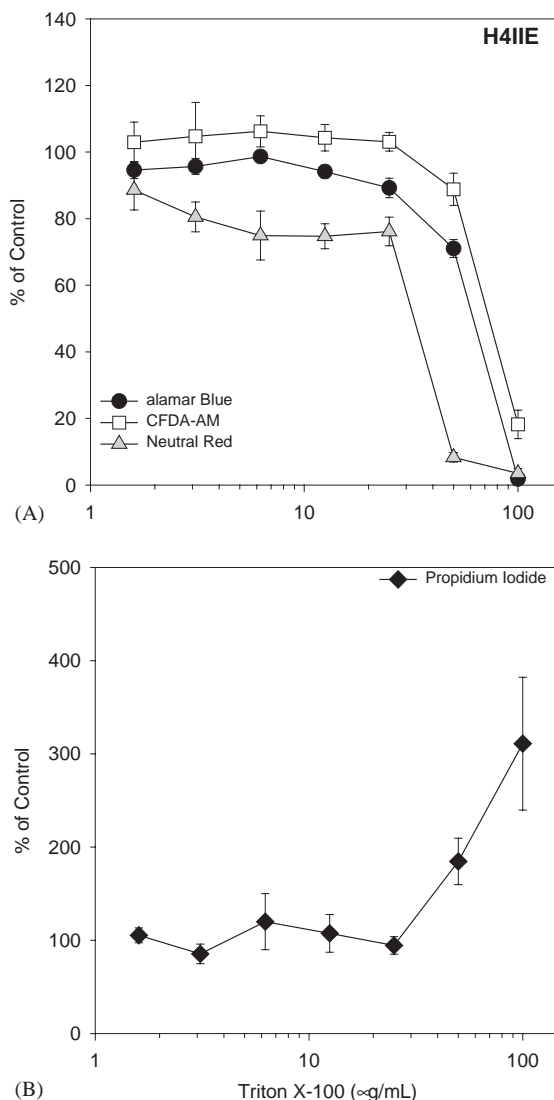 H4IIE
140
120
100
80
60
40
20
0
% of Control
alamar Blue
CFDA-AM
Neutral Red
1
10
100
(A)
500
400
300
200
100
0
% of Control
Propidium Iodide
1
10
100
(B)
Triton X-100 (∝g/mL)